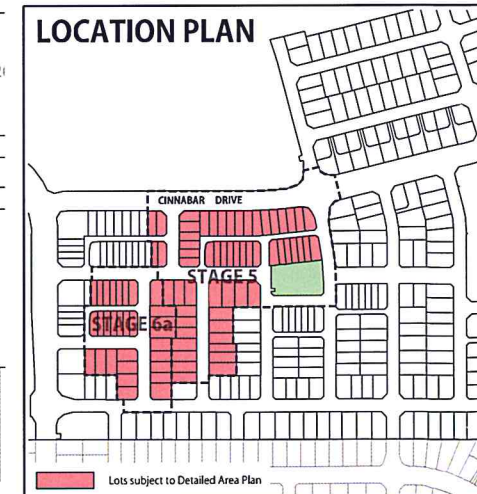 LOCATION PLAN
CINNABAR DRIVE
STAGE 5
STAGE 6a
Lots subject to Detailed Area Plan